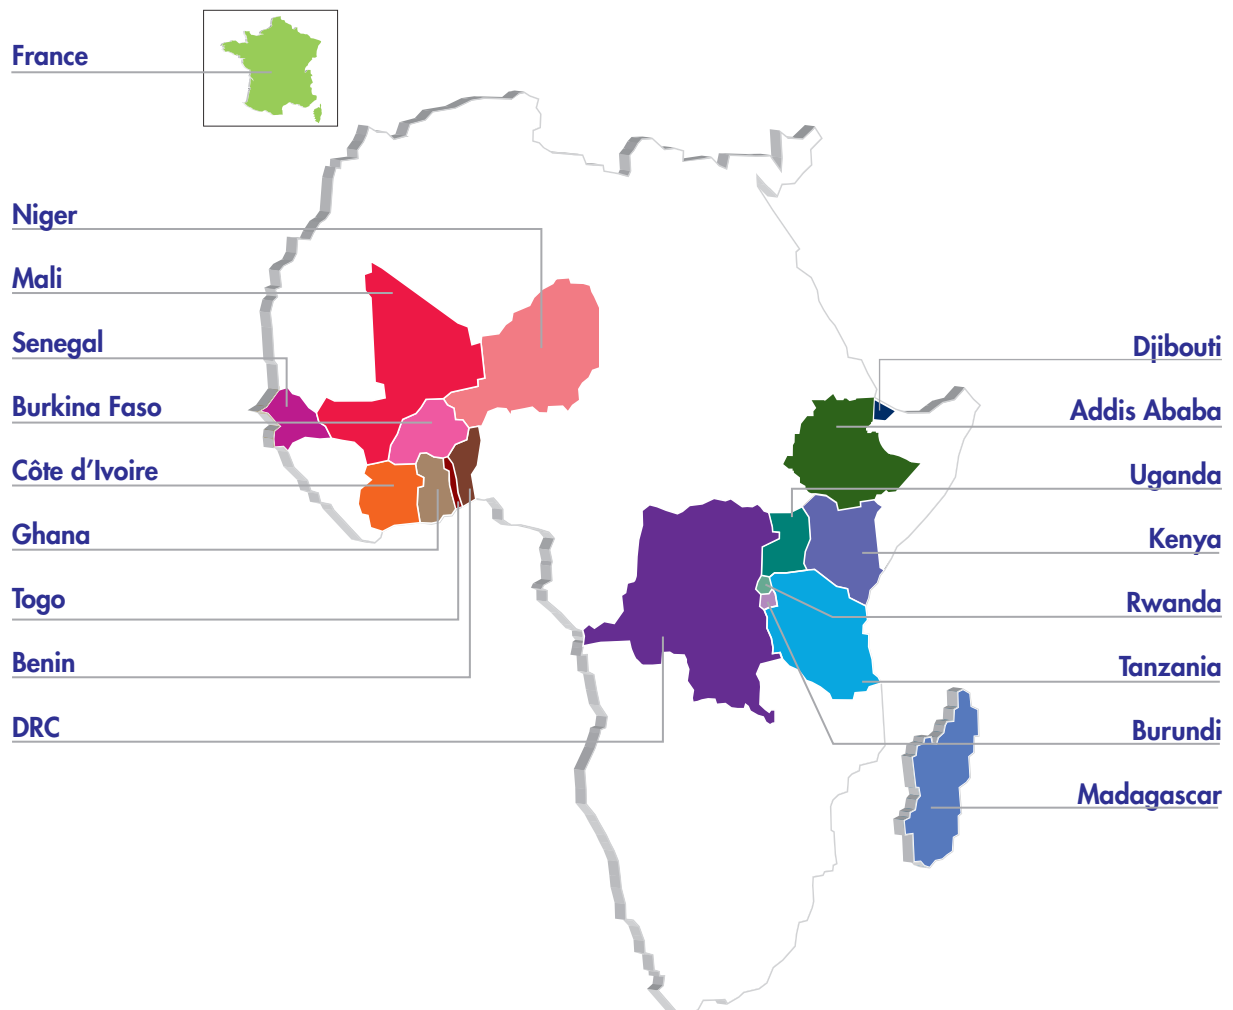 France
Niger
Mali
Senegal
Burkina Faso
Côte d’Ivoire
Ghana
Togo
Benin
DRC
Djibouti
Addis Ababa
Uganda
Kenya
Rwanda
Tanzania
Burundi
Madagascar